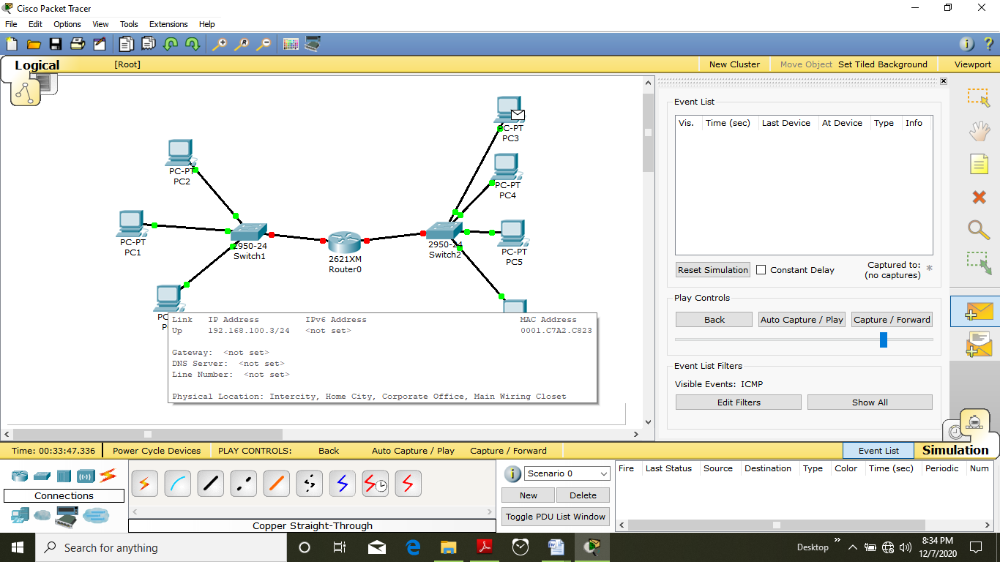 Cisco Packet Tracer
File Edit Options View Tools Extensions Help
Logical [Root] New Cluster Move Object Set Tiled Background Viewport
PC-PT
PC2
PC-PT
PC1
PC-PT
PC3
PC-PT
PC4
PC-PT
PC5
2950-24
Switch1
2621XM
Router0
2950-24
Switch2
Link IP Address IPv6 Address MAC Address
Up 192.168.100.3/24 <not set> 0001.C7A2.C823
Gateway: <not set>
DNS Server: <not set>
Line Number: <not set>
Physical Location: Intercity, Home City, Corporate Office, Main Wiring Closet
Event List
Vis. Time (sec) Last Device At Device Type Info
Reset Simulation Constant Delay Captured to: *
(no captures)
Play Controls
Back Auto Capture / Play Capture / Forward
Event List Filters
Visible Events: ICMP
Edit Filters Show All
Time: 00:33:47.336 Power Cycle Devices PLAY CONTROLS: Back Auto Capture / Play Capture / Forward Event List Simulation
Connections
Copper Straight-Through
Scenario 0
New Delete
Toggle PDU List Window
Fire Last Status Source Destination Type Color Time (sec) Periodic Num
Search for anything
Desktop
8:34 PM
12/7/2020